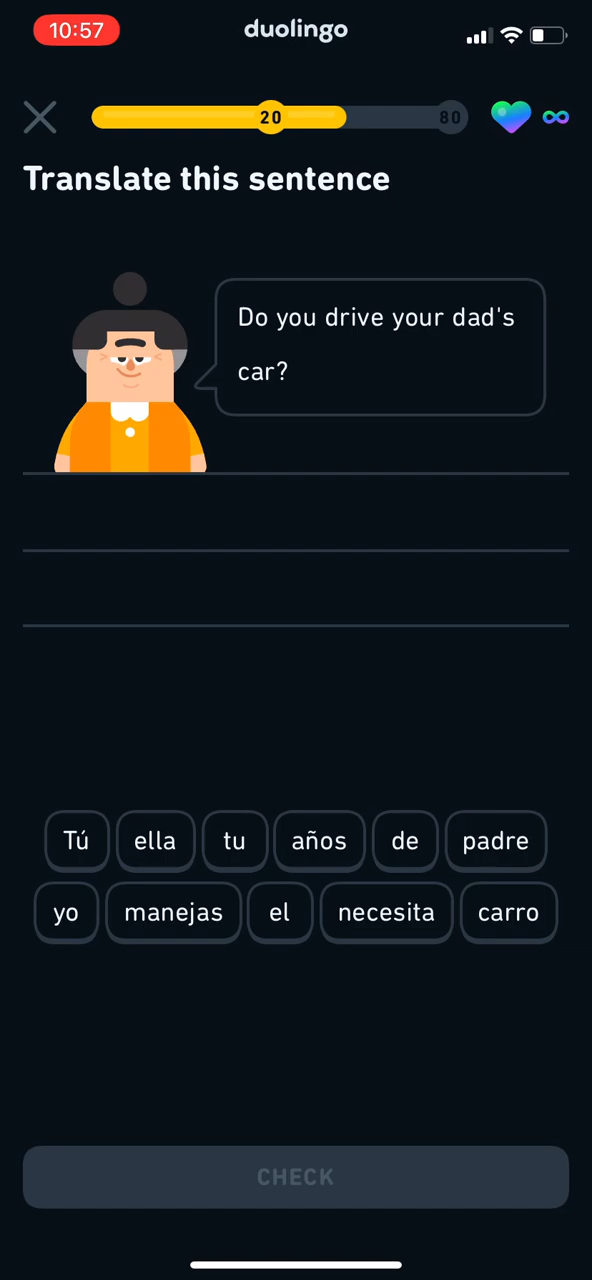 10:57
duolingo
20 80
Translate this sentence
Do you drive your dad's
car?
Tú ella tu años de padre
yo manejas el necesita carro
CHECK